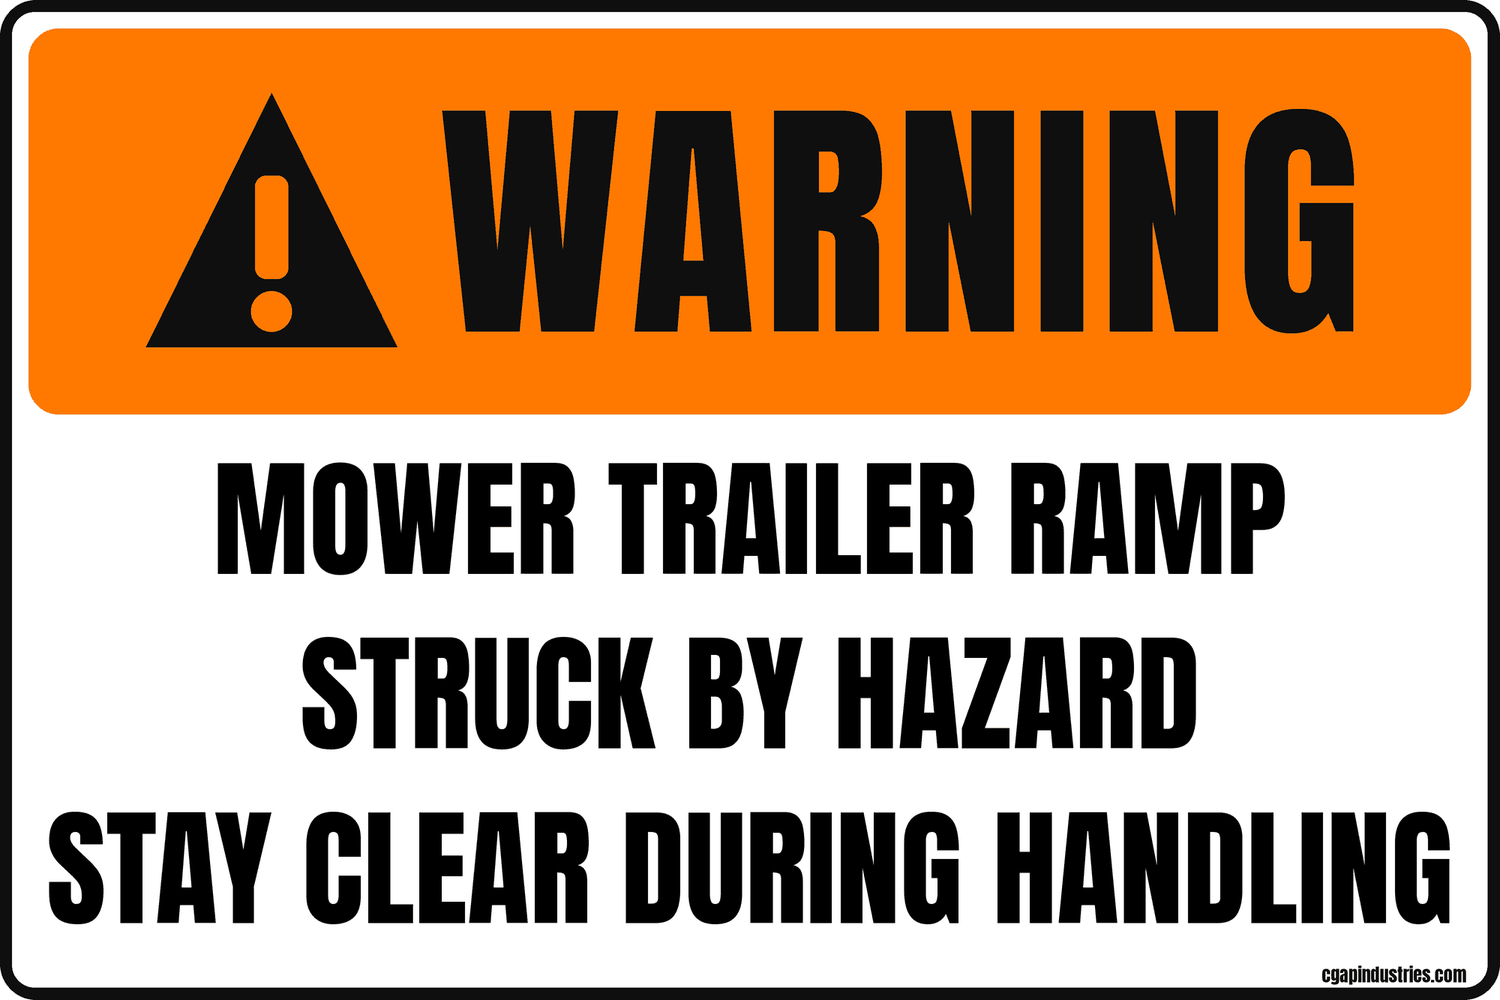 WARNING
MOWER TRAILER RAMP
STRUCK BY HAZARD
STAY CLEAR DURING HANDLING
cgapindustries.com